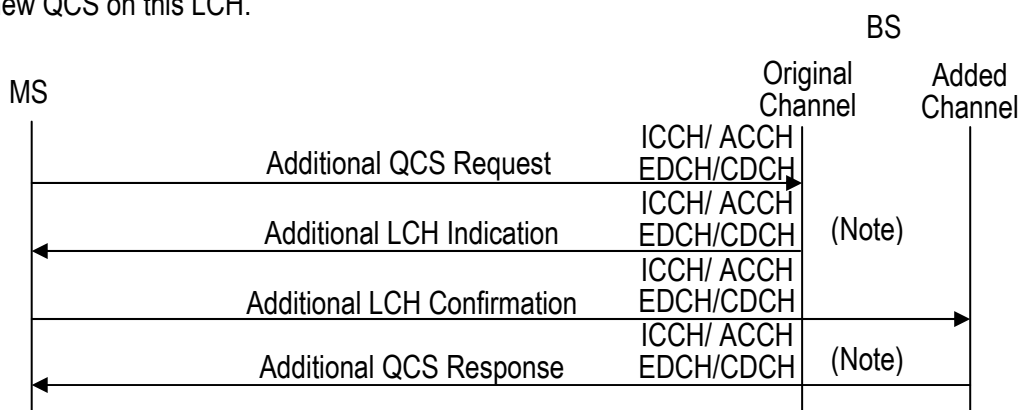 ew QCS on this LCH.
BS
MS
Original
Channel
Added
Channel
ICCH/ ACCH
Additional QCS Request
EDCH/CDCH
ICCH/ ACCH
Additional LCH Indication
EDCH/CDCH
(Note)
ICCH/ ACCH
Additional LCH Confirmation
EDCH/CDCH
ICCH/ ACCH
Additional QCS Response
EDCH/CDCH
(Note)